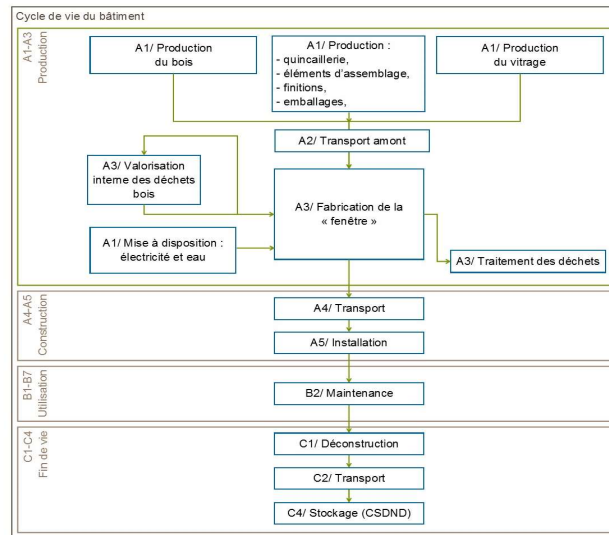 Cycle de vie du bâtiment
A1-A3
Production
A1/ Production
du bois
A1/ Production :
- quincaillerie,
- éléments d'assemblage,
- finitions,
- emballages,
A1/ Production
du vitrage
A2/ Transport amont
A3/ Valorisation
interne des déchets
bois
A3/ Fabrication de la
« fenêtre »
A1/ Mise à disposition :
électricité et eau
A3/ Traitement des déchets
A4-A5
Construction
A4/ Transport
A5/ Installation
B1-B7
Utilisation
B2/ Maintenance
C1-C4
Fin de vie
C1/ Déconstruction
C2/ Transport
C4/ Stockage (CSDND)